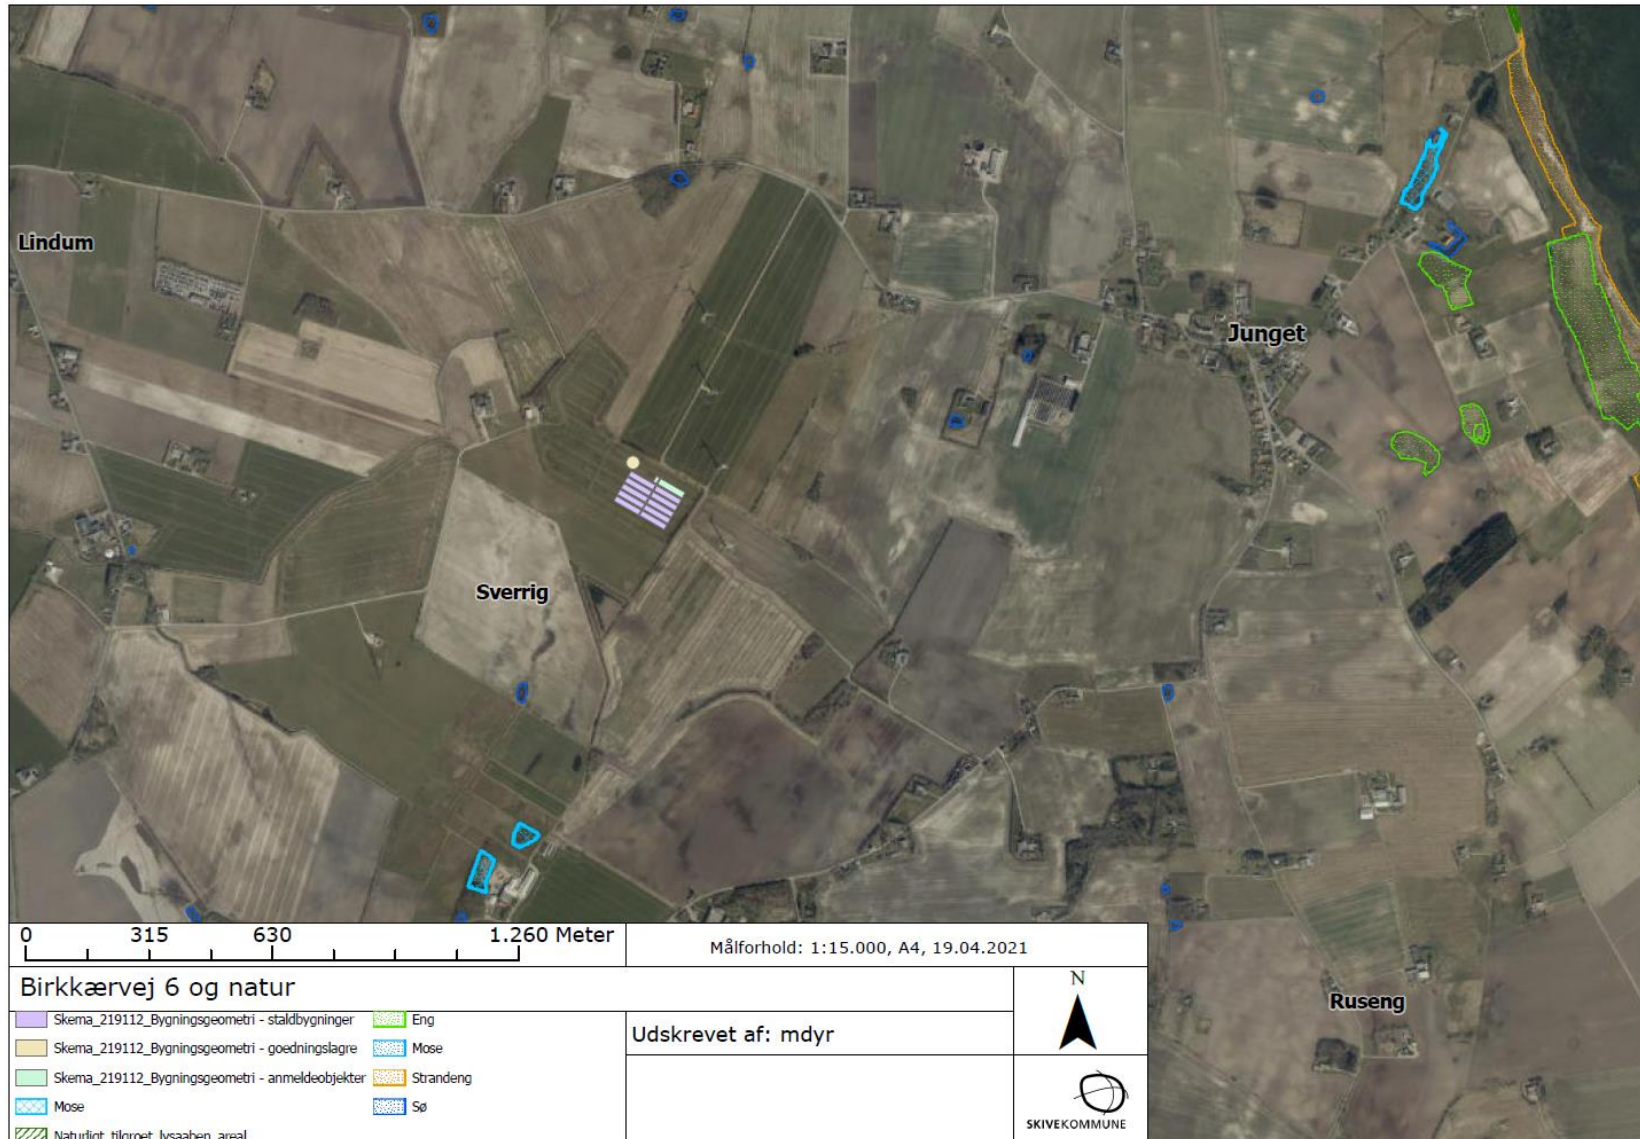 Lindum
Junget
Sverrig
Ruseng
0 315 630 1.260 Meter
Målforhold: 1:15.000, A4, 19.04.2021
Birkkærvej 6 og natur
N
Skema_219112_Bygningsgeometri - staldbygninger
Skema_219112_Bygningsgeometri - goedningslagre
Skema_219112_Bygningsgeometri - anmeldeobjekter
Mose
Naturligt_tilgroet_lysaaben_areal
Eng
Mose
Strandeng
Sø
Udskrevet af: mdyr
SKIVEKOMMUNE